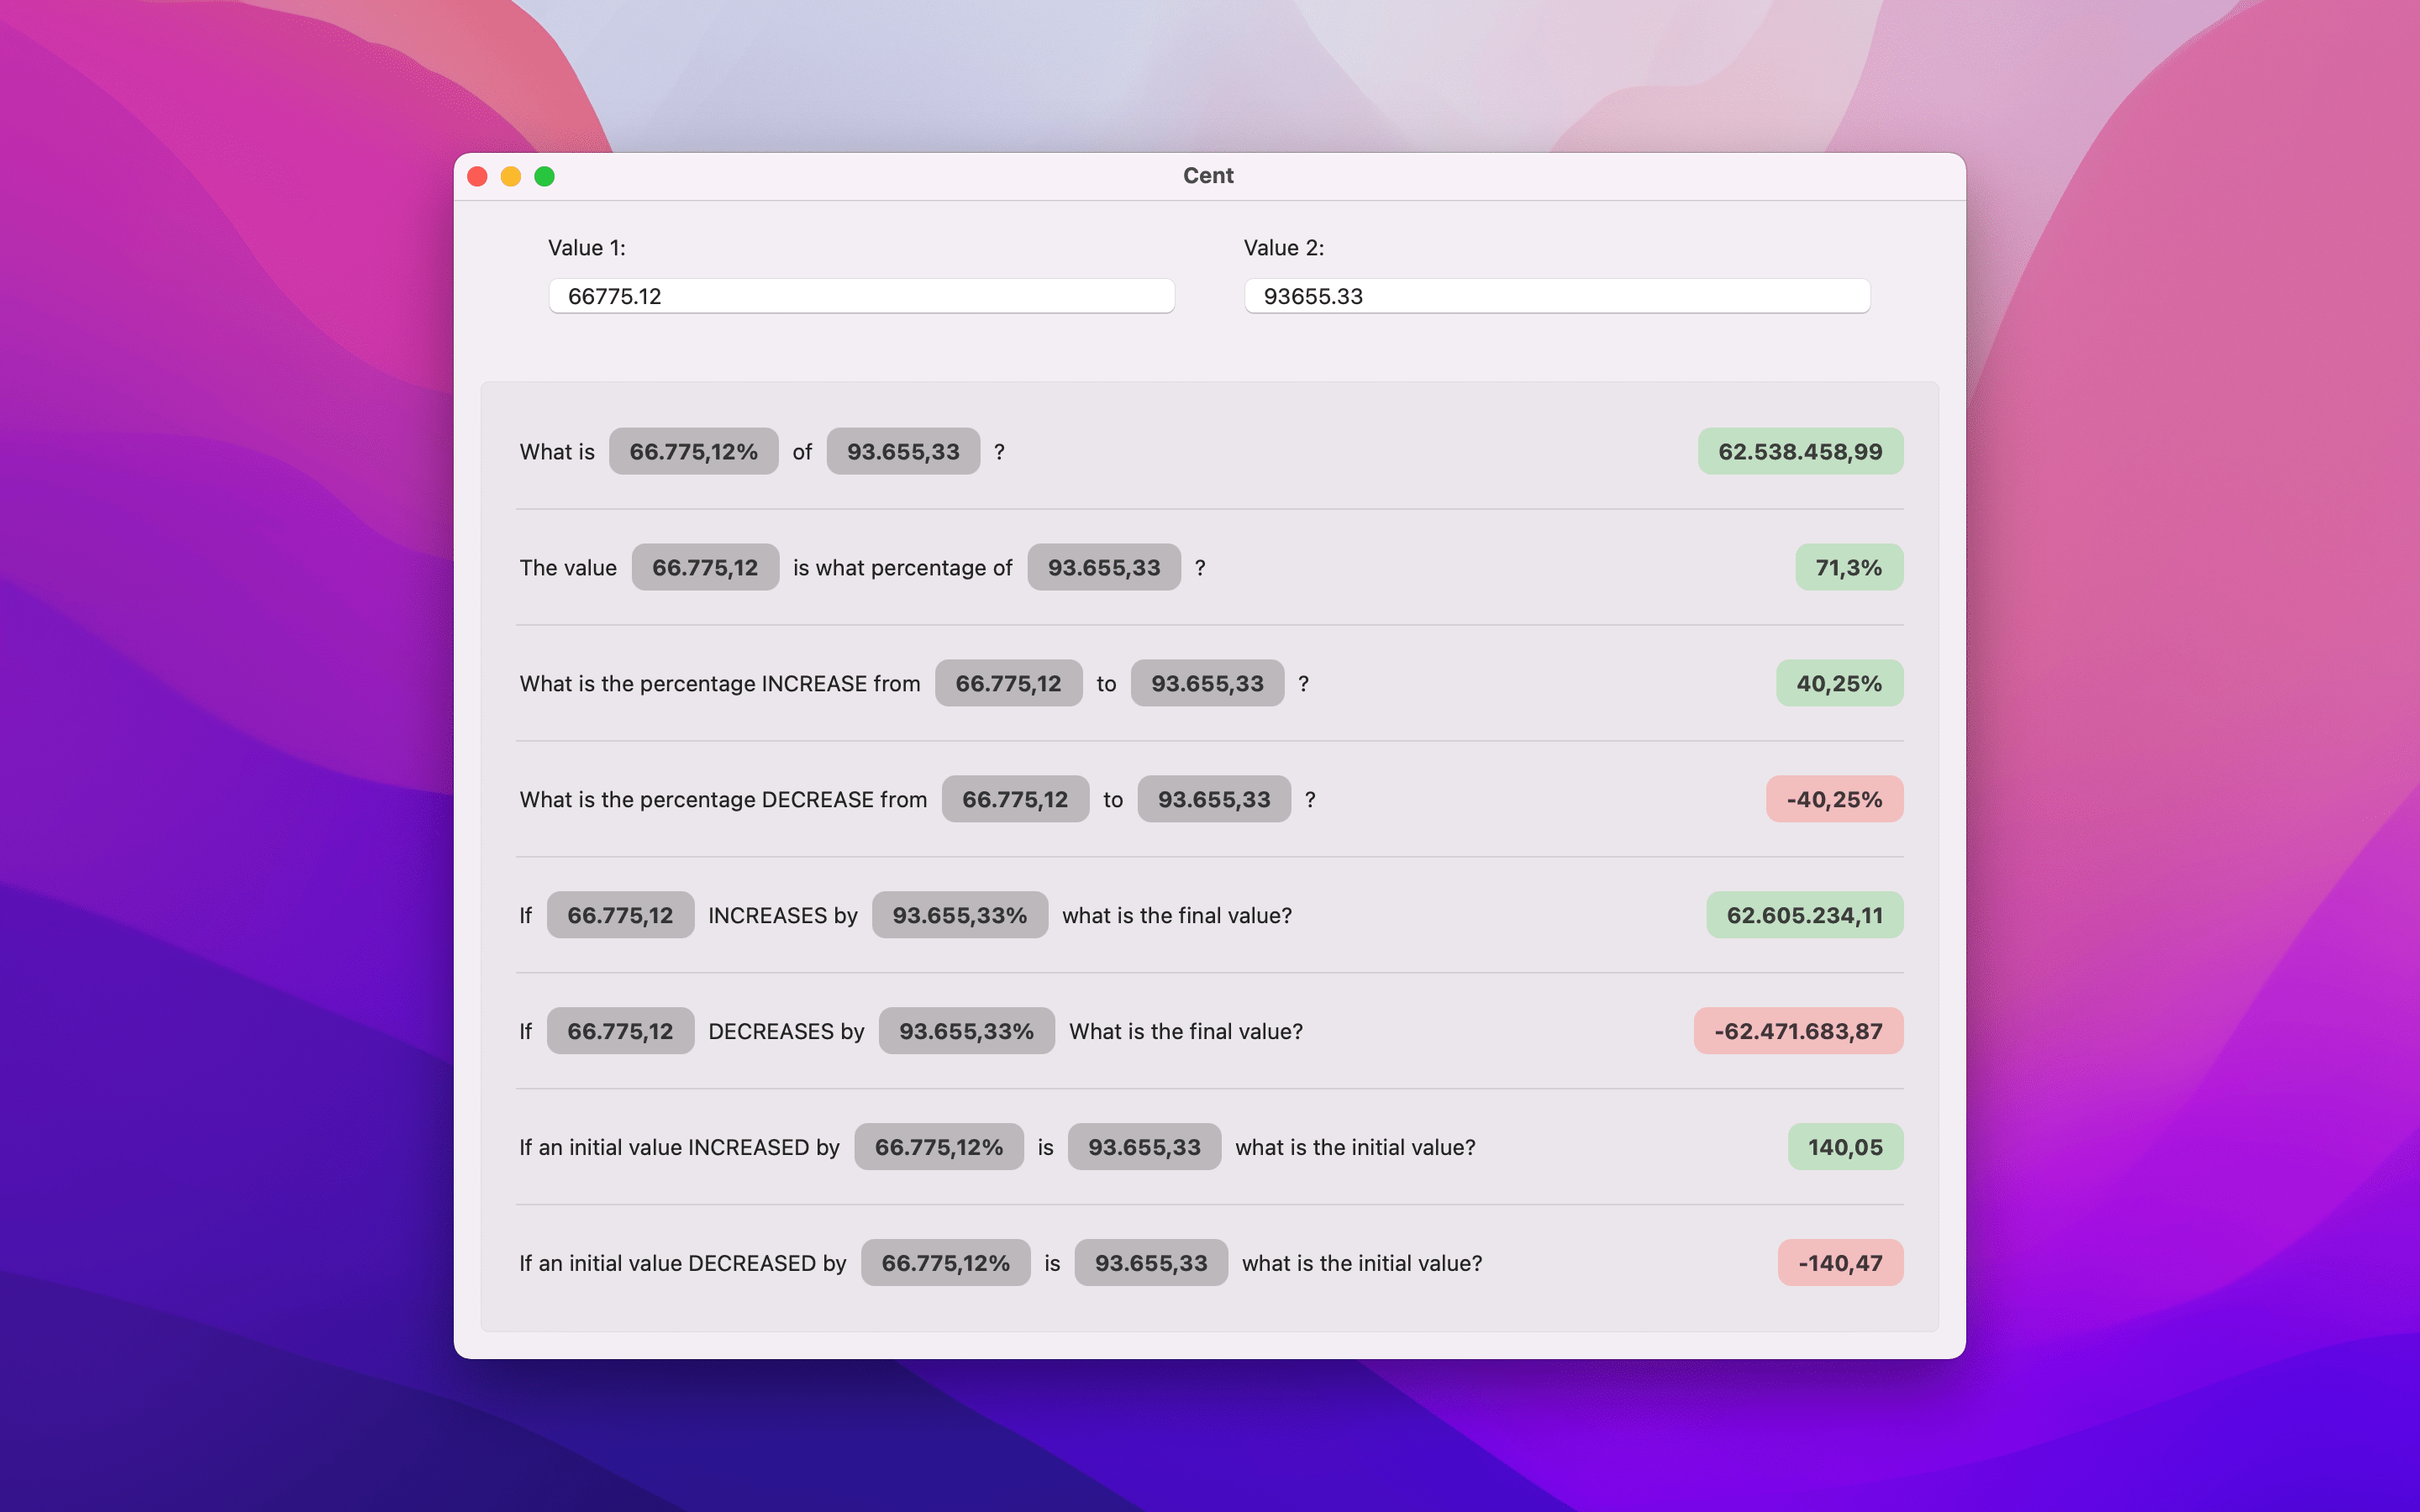 Cent
Value 1: Value 2:
66775.12 93655.33
What is 66.775,12% of 93.655,33 ? 62.538.458,99
The value 66.775,12 is what percentage of 93.655,33 ? 71,3%
What is the percentage INCREASE from 66.775,12 to 93.655,33 ? 40,25%
What is the percentage DECREASE from 66.775,12 to 93.655,33 ? -40,25%
If 66.775,12 INCREASES by 93.655,33% what is the final value? 62.605.234,11
If 66.775,12 DECREASES by 93.655,33% What is the final value? -62.471.683,87
If an initial value INCREASED by 66.775,12% is 93.655,33 what is the initial value? 140,05
If an initial value DECREASED by 66.775,12% is 93.655,33 what is the initial value? -140,47